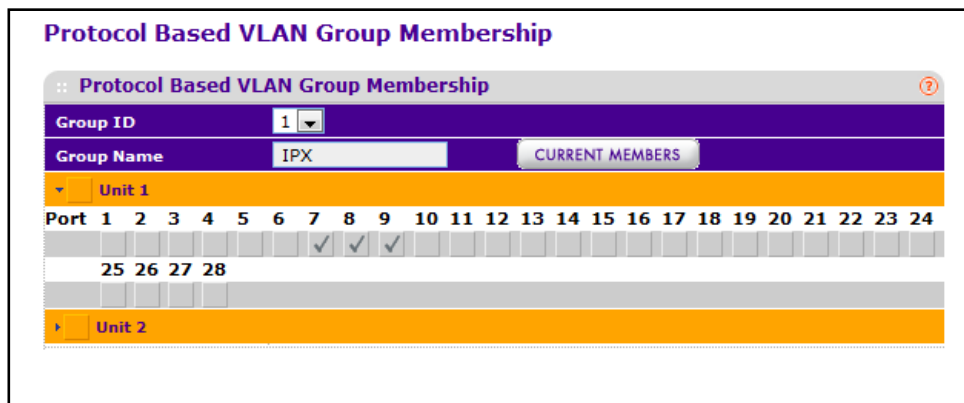 Protocol Based VLAN Group Membership
Protocol Based VLAN Group Membership ?
Group ID 1
Group Name IPX CURRENT MEMBERS
Unit 1
Port 1 2 3 4 5 6 7 8 9 10 11 12 13 14 15 16 17 18 19 20 21 22 23 24
25 26 27 28
Unit 2